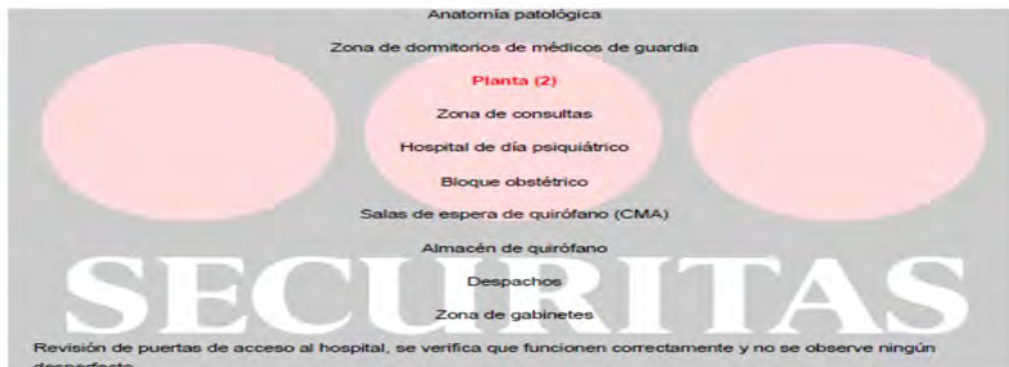 Anatomía patológica
Zona de dormitorios de médicos de guardia
Planta (2)
Zona de consultas
Hospital de día psiquiátrico
Bloque obstétrico
Salas de espera de quirófano (CMA)
Almacén de quirófano
Despachos
Zona de gabinetes
SECURITAS
Revisión de puertas de acceso al hospital, se verifica que funcionen correctamente y no se observe ningún
desperfecto